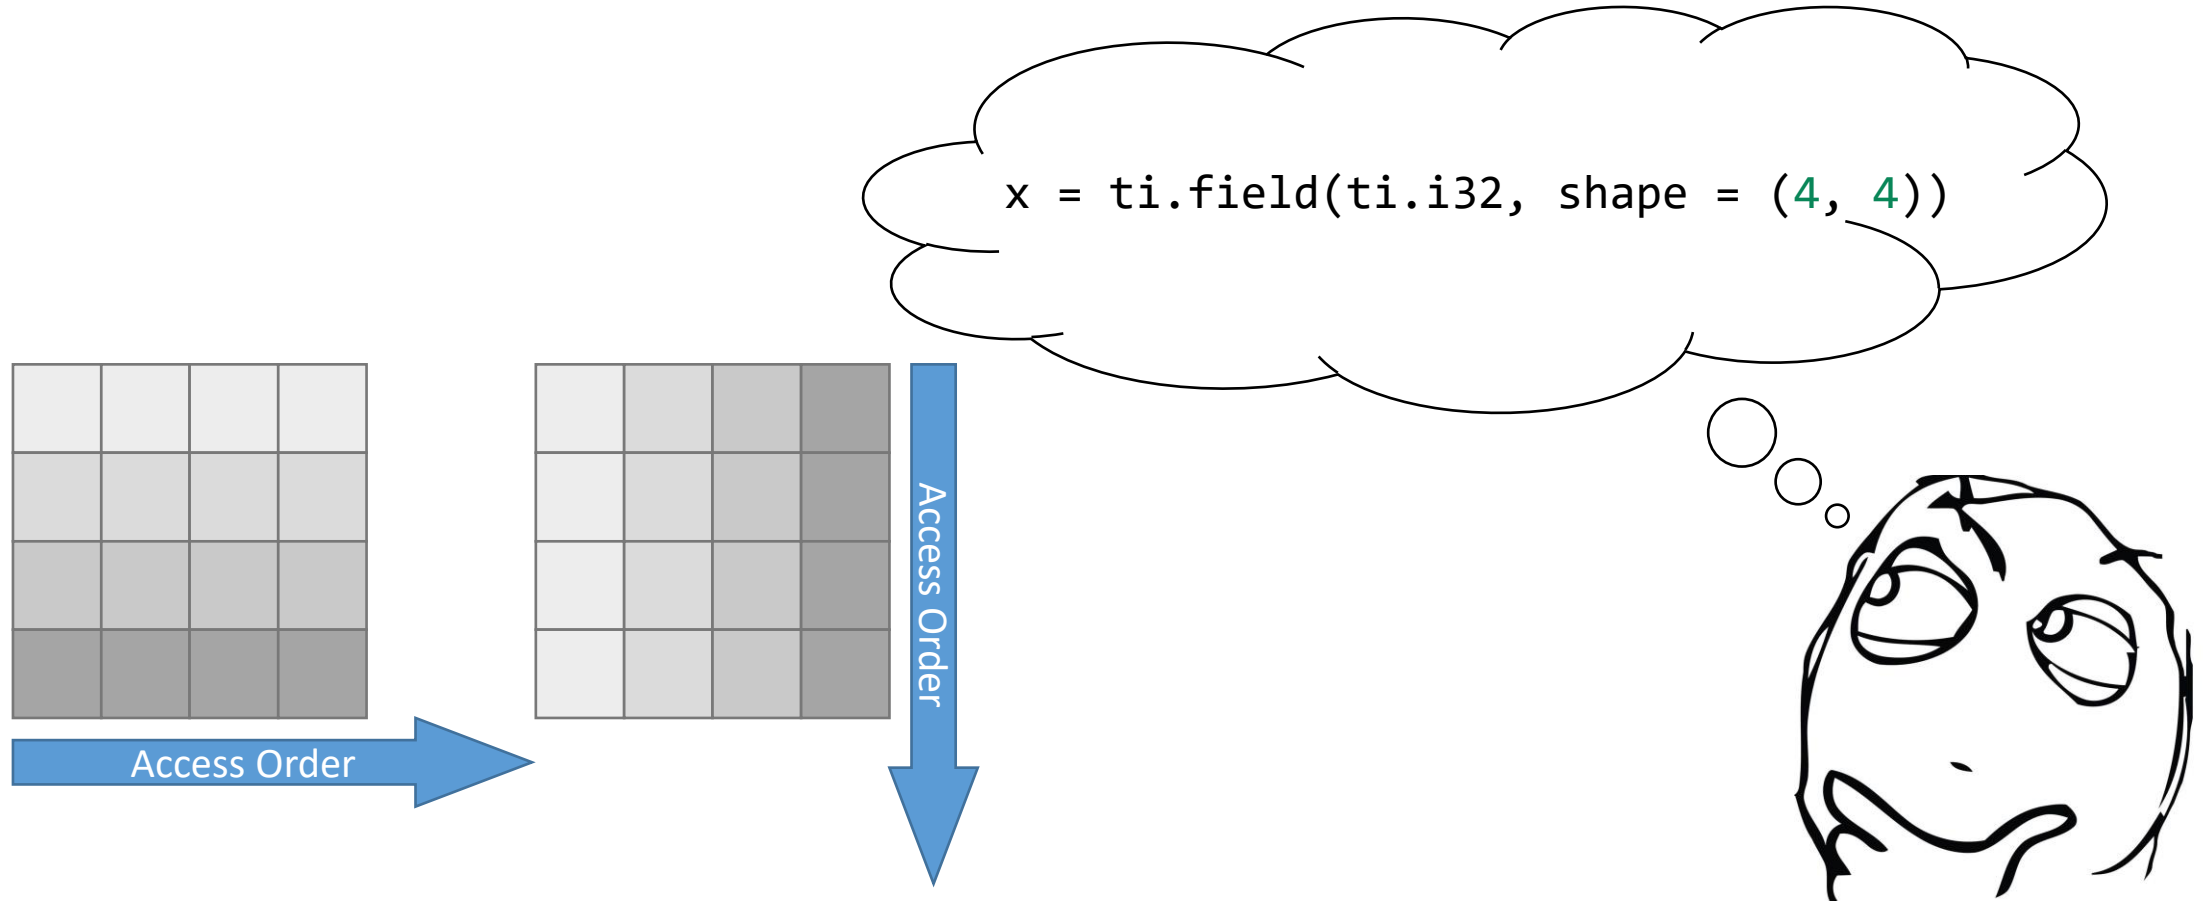 x = ti.field(ti.i32, shape = (4, 4))
Access Order
Access Order